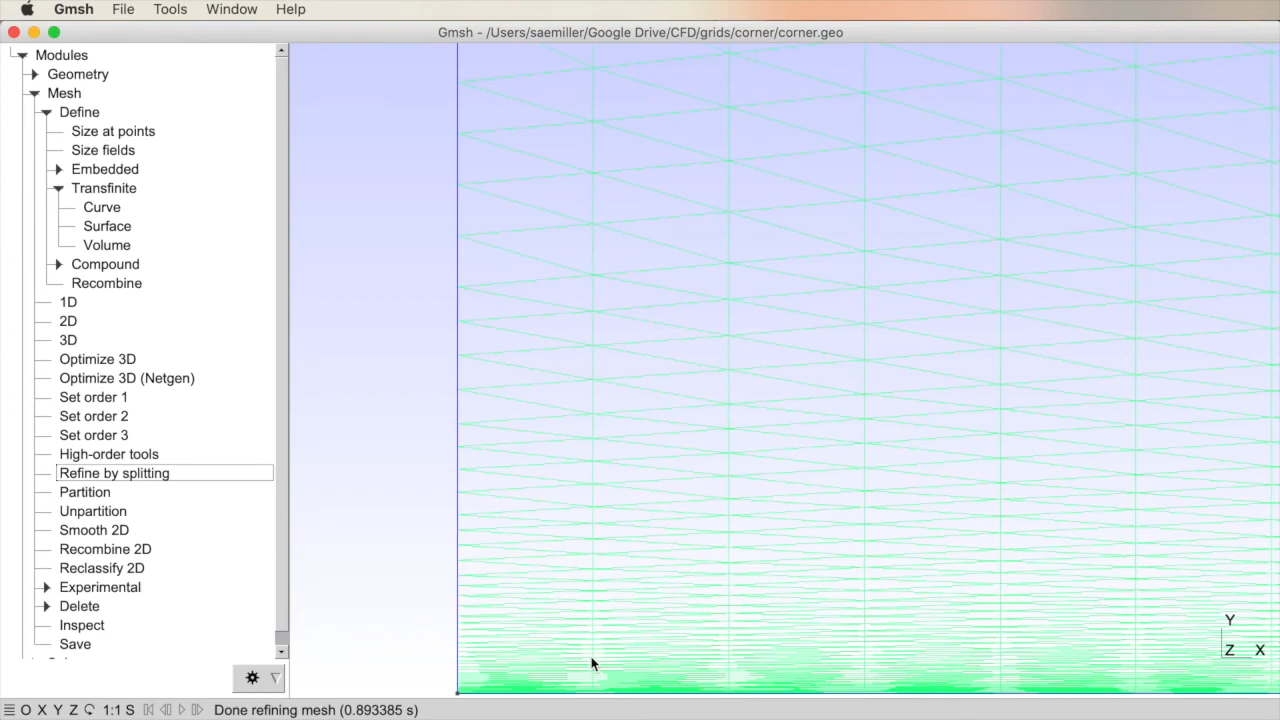 Gmsh File Tools Window Help
Gmsh - /Users/saemiller/Google Drive/CFD/grids/corner/corner.geo
Modules
Geometry
Mesh
Define
Size at points
Size fields
Embedded
Transfinite
Curve
Surface
Volume
Compound
Recombine
1D
2D
3D
Optimize 3D
Optimize 3D (Netgen)
Set order 1
Set order 2
Set order 3
High-order tools
Refine by splitting
Partition
Unpartition
Smooth 2D
Recombine 2D
Reclassify 2D
Experimental
Delete
Inspect
Save
Y
Z X
O X Y Z 1:1 S Done refining mesh (0.893385 s)